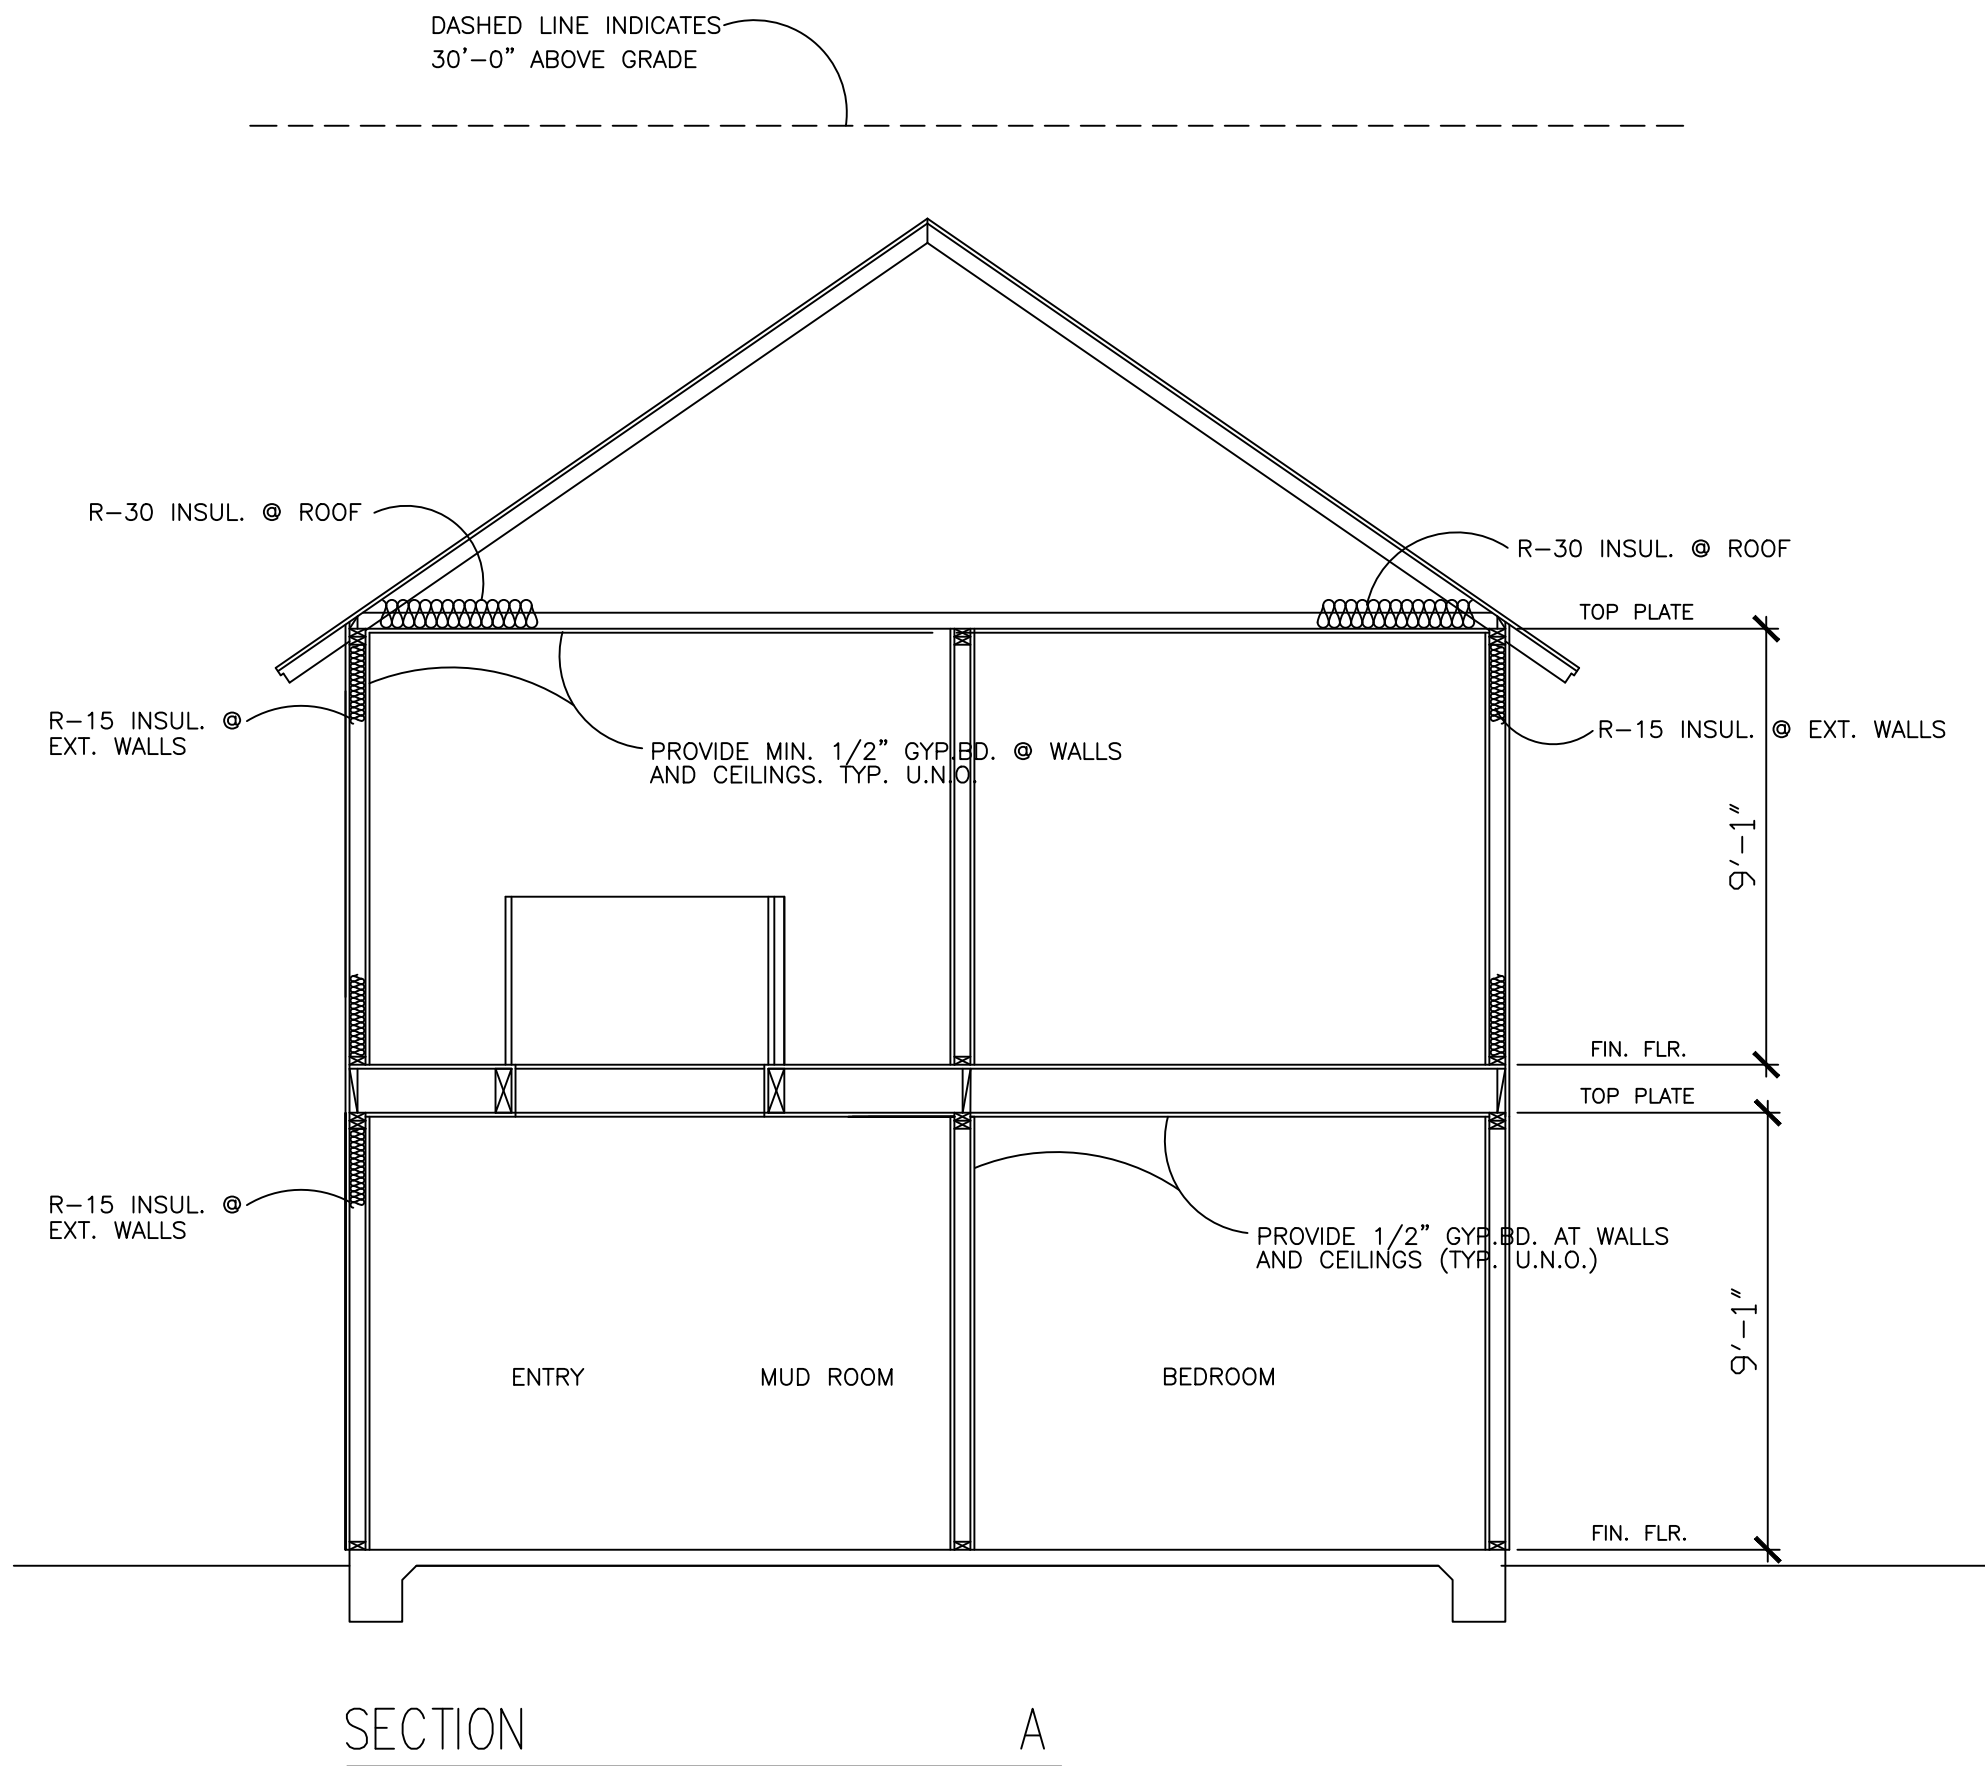 DASHED LINE INDICATES
30'-0" ABOVE GRADE
R-30 INSUL. @ ROOF
R-30 INSUL. @ ROOF
TOP PLATE
R-15 INSUL. @
EXT. WALLS
R-15 INSUL. @ EXT. WALLS
PROVIDE MIN. 1/2" GYP.BD. @ WALLS
AND CEILINGS. TYP. U.N.O.
9'-1"
FIN. FLR.
TOP PLATE
R-15 INSUL. @
EXT. WALLS
PROVIDE 1/2" GYP.BD. AT WALLS
AND CEILINGS (TYP. U.N.O.)
9'-1"
ENTRY
MUD ROOM
BEDROOM
FIN. FLR.
SECTION A